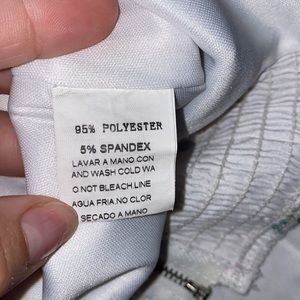 95% POLYESTER
5% SPANDEX
LAVAR A MANO CON
AND WASH COLD WA
O NOT BLEACH.LINE
AGUA FRIA.NO CLOR
SECADO A MANO